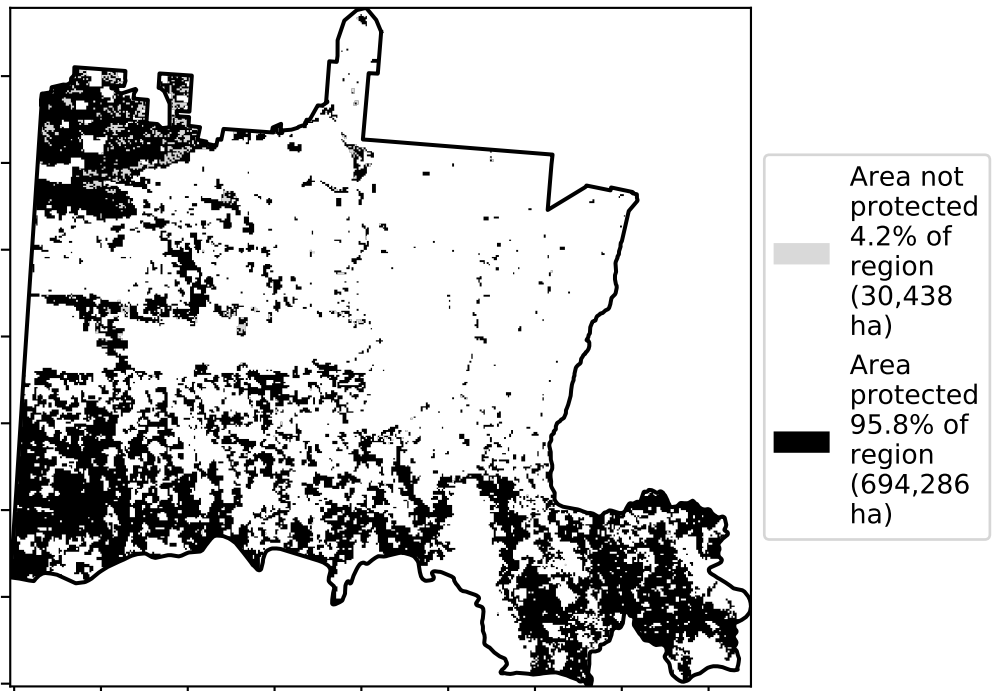 Area not
protected
4.2% of
region
(30,438
ha)
Area
protected
95.8% of
region
(694,286
ha)